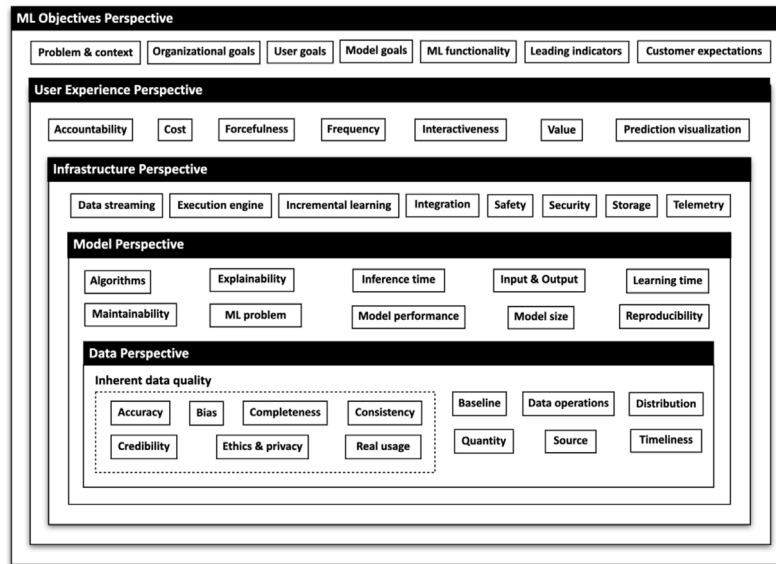 ML Objectives Perspective
Problem & context Organizational goals User goals Model goals ML functionality Leading indicators Customer expectations
User Experience Perspective
Accountability Cost Forcefulness Frequency Interactiveness Value Prediction visualization
Infrastructure Perspective
Data streaming Execution engine Incremental learning Integration Safety Security Storage Telemetry
Model Perspective
Algorithms Explainability Inference time Input & Output Learning time
Maintainability ML problem Model performance Model size Reproducibility
Data Perspective
Inherent data quality
Accuracy Bias Completeness Consistency Baseline Data operations Distribution
Credibility Ethics & privacy Real usage Quantity Source Timeliness